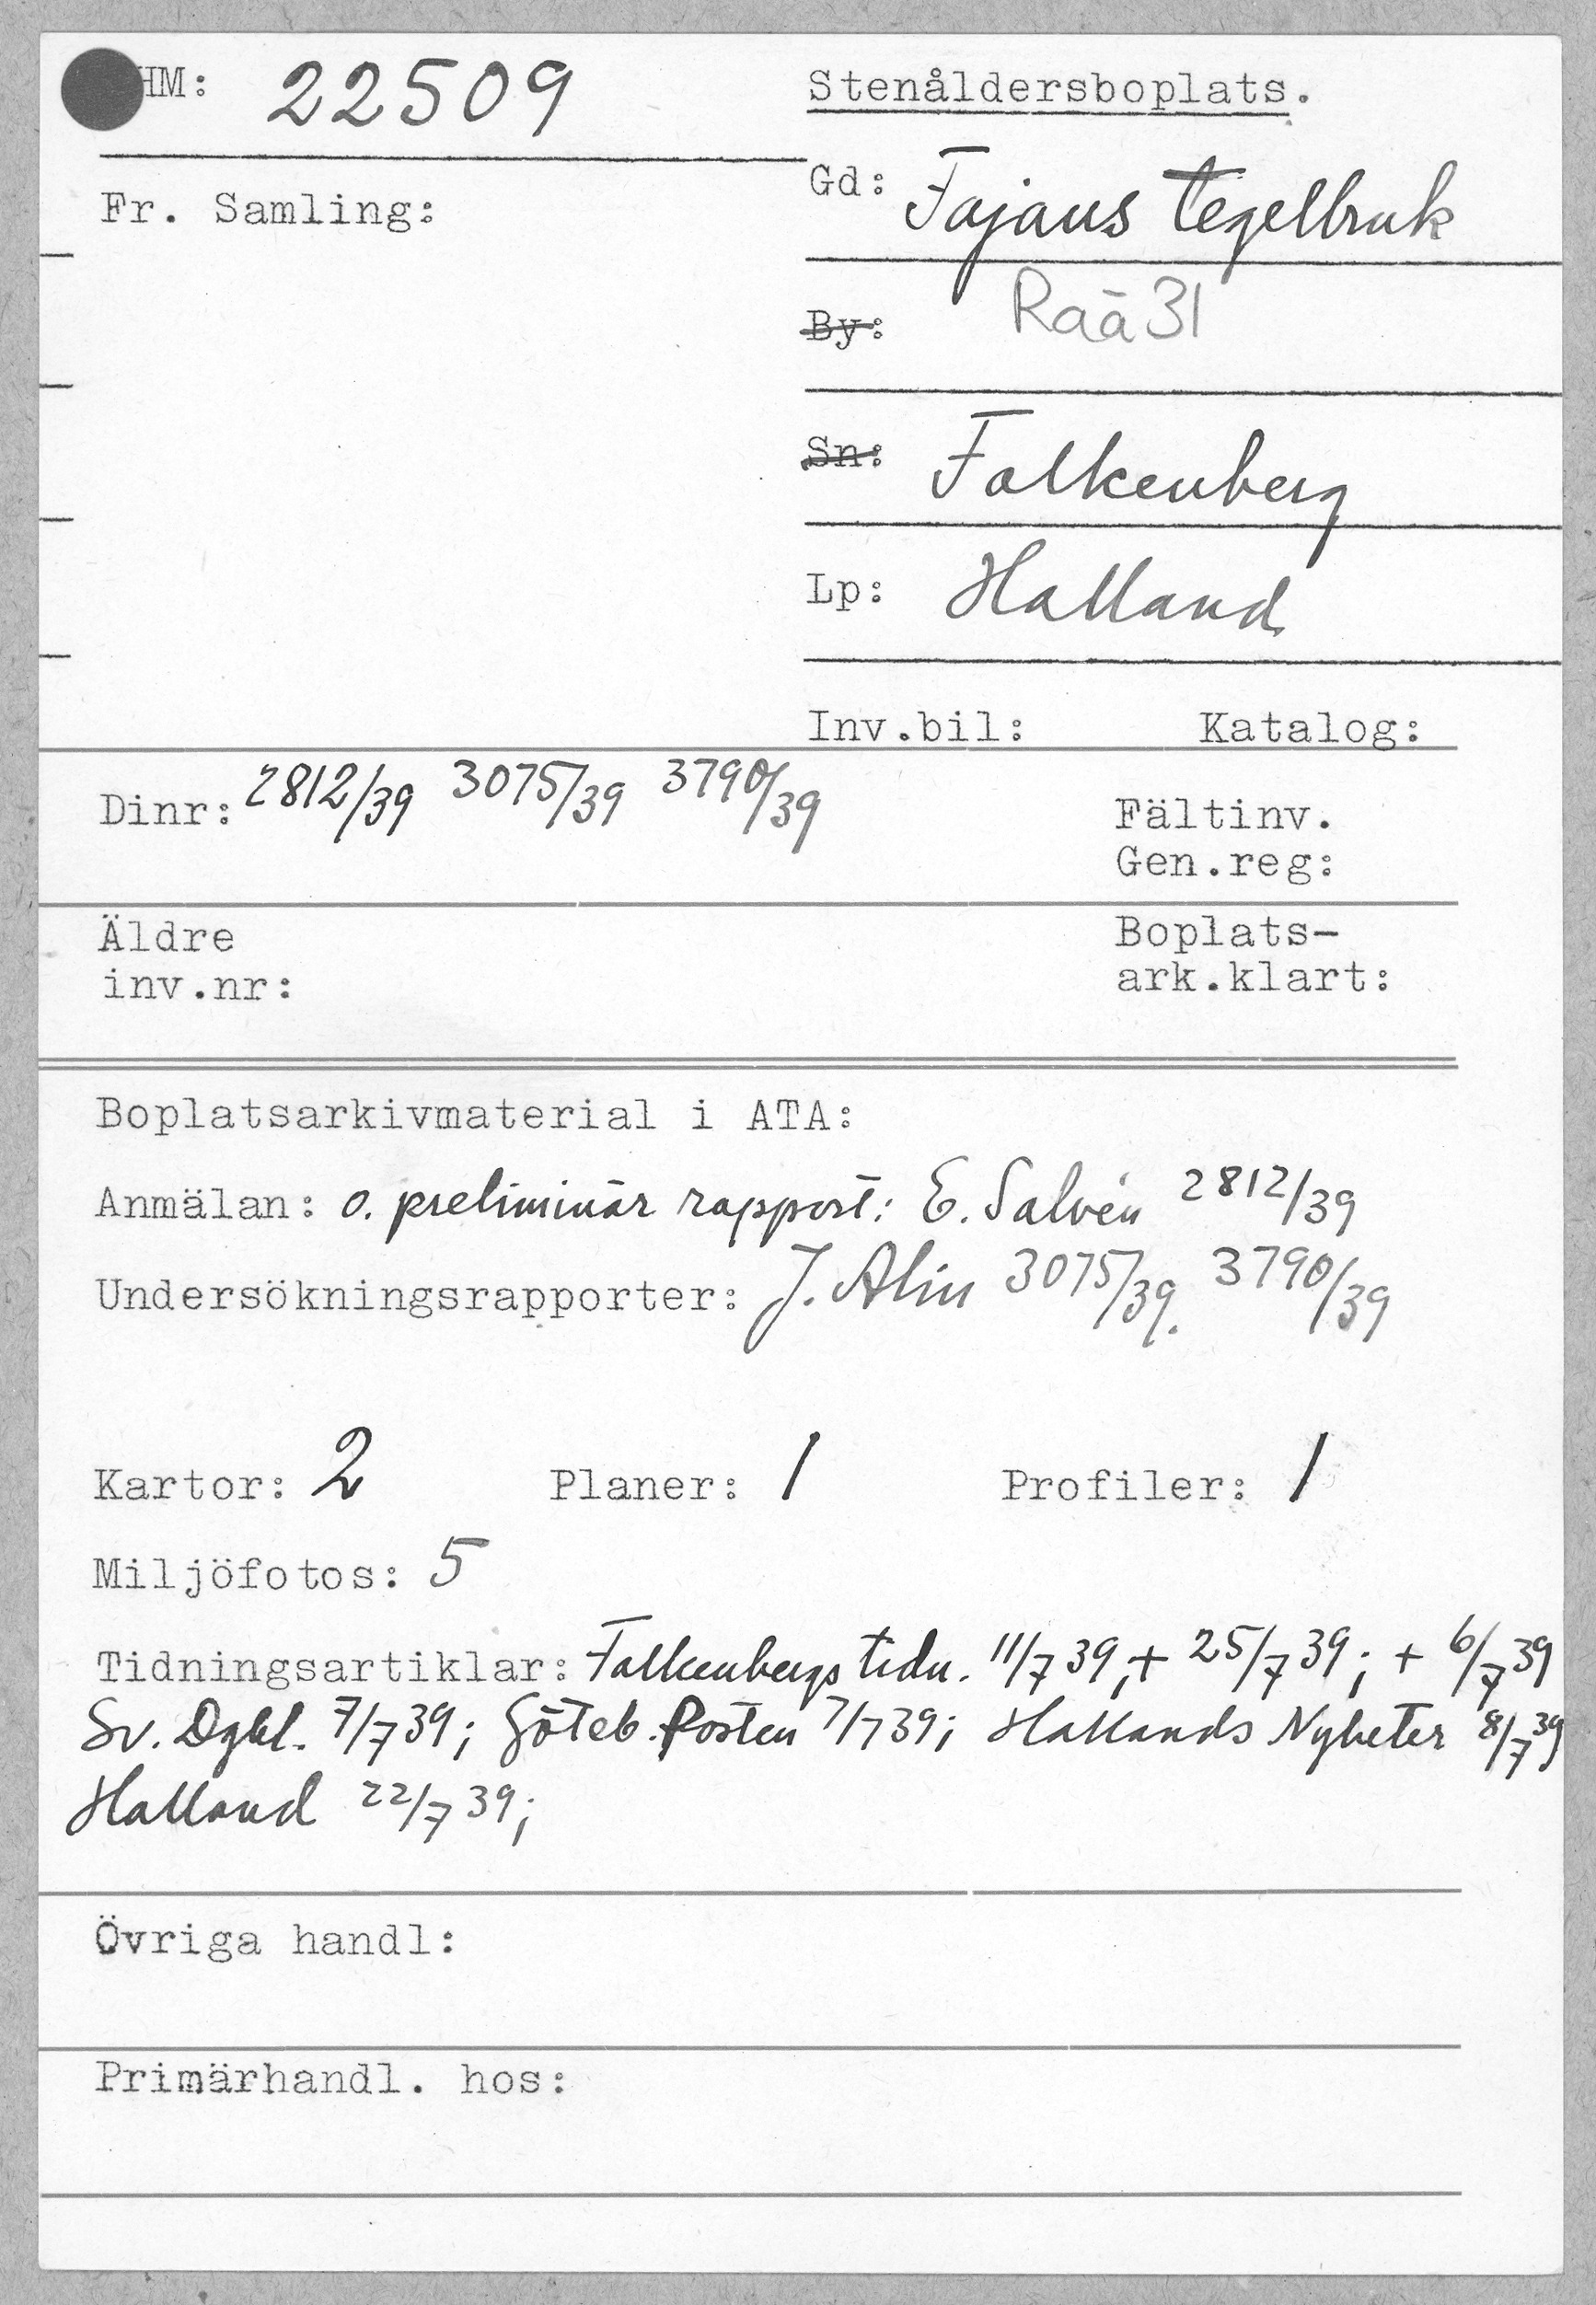 HM: 22509
Stenåldersboplats.
Fr. Samling:
Gd: Fajans tegelbruk
By: Raä 31
Sn: Falkenberg
Lp: Halland
Inv.bil: Katalog:
Dinr: 2812/39 3075/39 3790/39
Fältinv.
Gen.reg:
Äldre
inv.nr:
Boplats-
ark.klart:
Boplatsarkivmaterial i ATA:
Anmälan: o. preliminär rapport: E. Salvén 2812/39
Undersökningsrapporter: J. Alin 3075/39. 3790/39
Kartor: 2 Planer: 1 Profiler: 1
Miljöfotos: 5
Tidningsartiklar: Falkenbergs tidn. 11/7 39, + 25/7 39; + 6/7 39
Sv. Dgbl. 7/7 39; Göteb. Posten 7/7 39; Hallands Nyheter 8/7 39
Halland 22/7 39;
Övriga handl:
Primärhandl. hos: